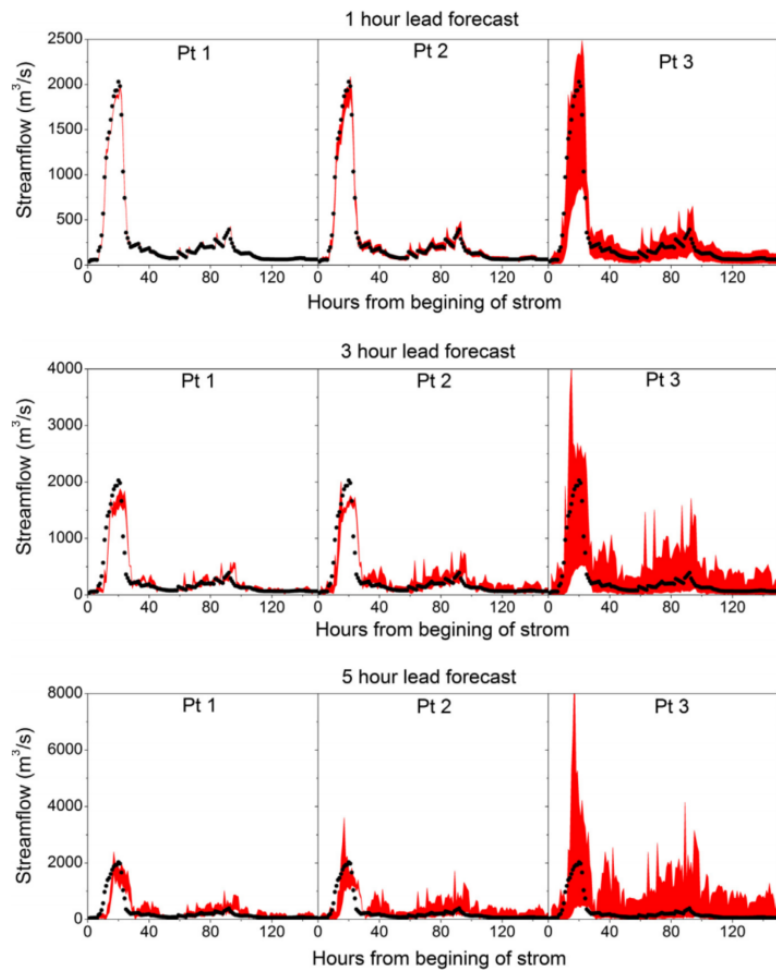 1 hour lead forecast
Pt 1 Pt 2 Pt 3
Streamflow (m³/s)
2500
2000
1500
1000
500
0
0 40 80 120 0 40 80 120 0 40 80 120
Hours from begining of strom
3 hour lead forecast
Pt 1 Pt 2 Pt 3
Streamflow (m³/s)
4000
3000
2000
1000
0
0 40 80 120 0 40 80 120 0 40 80 120
Hours from begining of strom
5 hour lead forecast
Pt 1 Pt 2 Pt 3
Streamflow (m³/s)
8000
6000
4000
2000
0
0 40 80 120 0 40 80 120 0 40 80 120
Hours from begining of strom